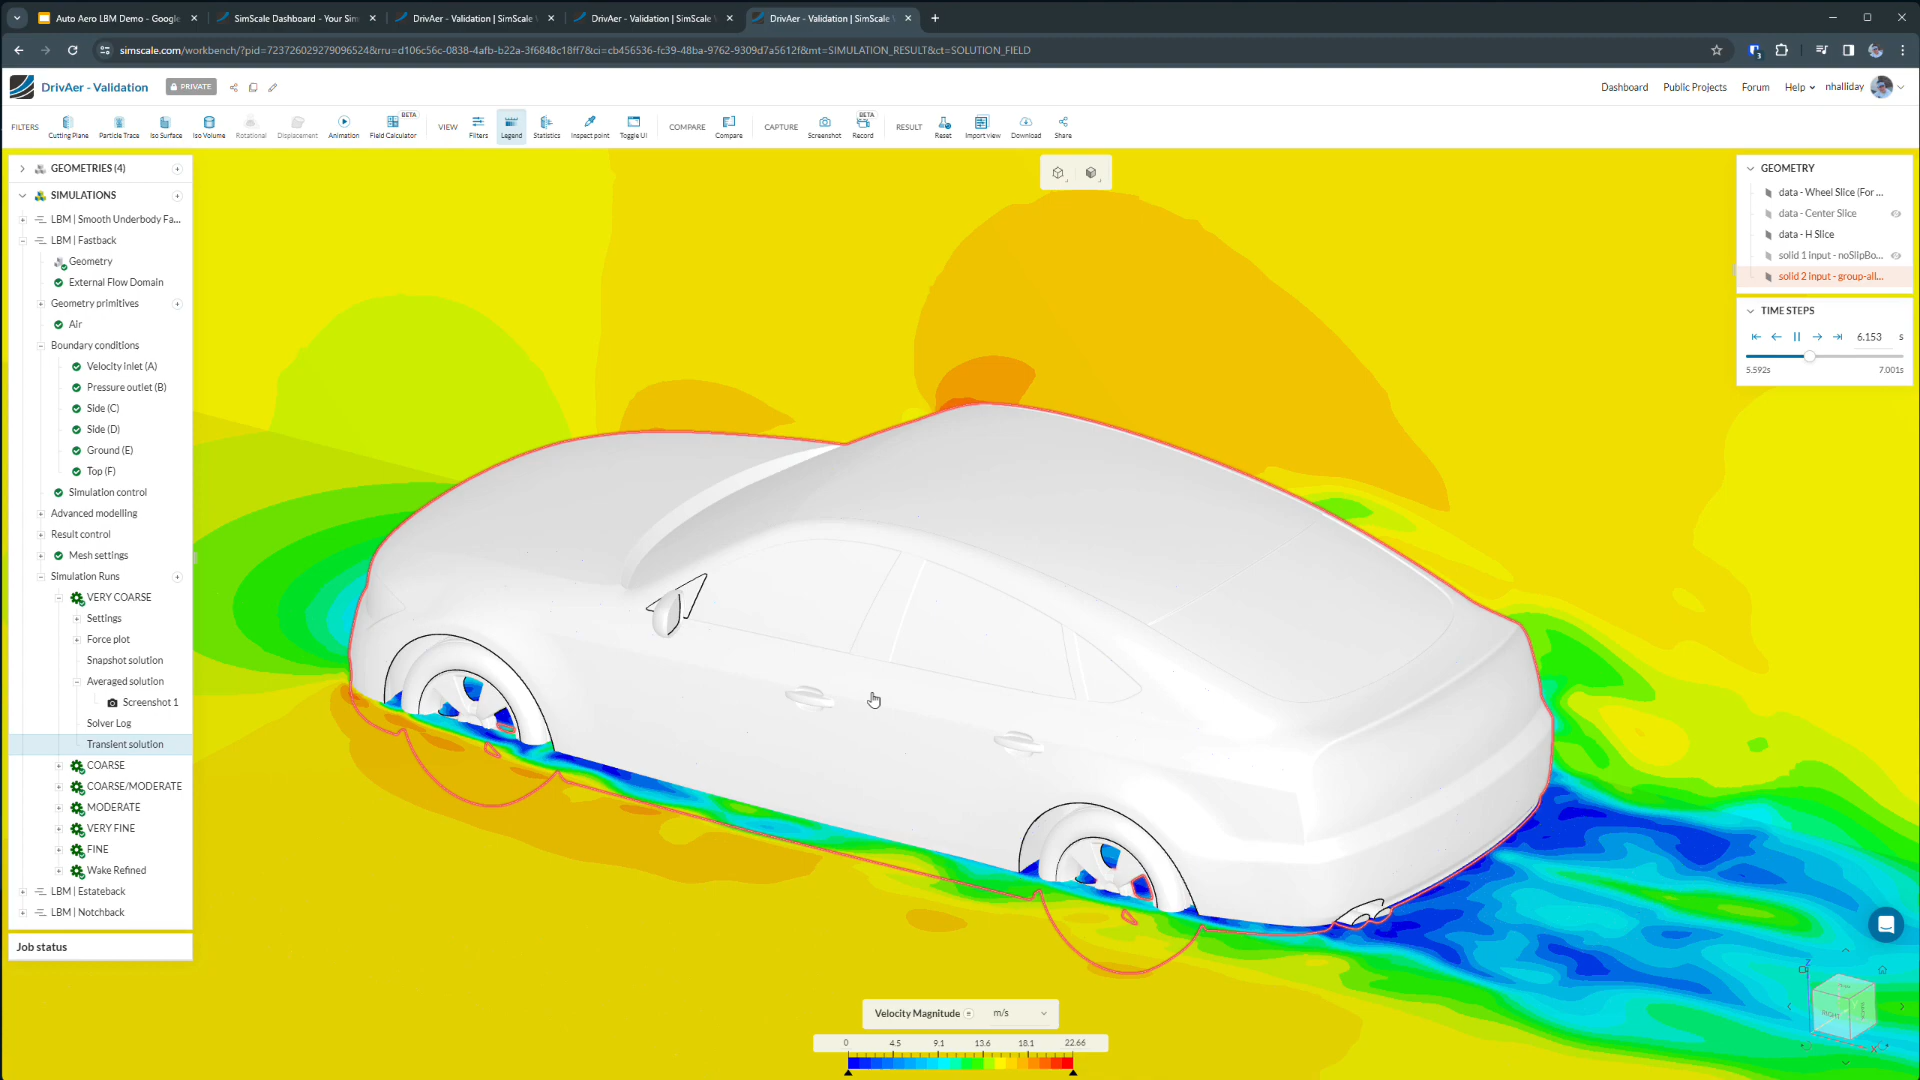 Auto Aero LBM Demo - Google
SimScale Dashboard - Your Sim
DrivAer - Validation | SimScale
DrivAer - Validation | SimScale
DrivAer - Validation | SimScale
simscale.com/workbench/?pid=723726029279096524&rru=d106c56c-0838-4afb-b22a-3f6848c18ff7&ci=cb456536-fc39-48ba-9762-9309d7a5612f&mt=SIMULATION_RESULT&ct=SOLUTION_FIELD
DrivAer - Validation
PRIVATE
Dashboard
Public Projects
Forum
Help
nhalliday
FILTERS
Cutting Plane
Particle Trace
Iso Surface
Iso Volume
Rotational
Displacement
Animation
BETA
Field Calculator
VIEW
Filters
Legend
Statistics
Inspect point
Toggle UI
COMPARE
Compare
CAPTURE
Screenshot
BETA
Record
RESULT
Reset
Import view
Download
Share
GEOMETRIES (4)
SIMULATIONS
LBM | Smooth Underbody Fa...
LBM | Fastback
Geometry
External Flow Domain
Geometry primitives
Air
Boundary conditions
Velocity inlet (A)
Pressure outlet (B)
Side (C)
Side (D)
Ground (E)
Top (F)
Simulation control
Advanced modelling
Result control
Mesh settings
Simulation Runs
VERY COARSE
Settings
Force plot
Snapshot solution
Averaged solution
Screenshot 1
Solver Log
Transient solution
COARSE
COARSE/MODERATE
MODERATE
VERY FINE
FINE
Wake Refined
LBM | Estateback
LBM | Notchback
Job status
GEOMETRY
data - Wheel Slice (For ...
data - Center Slice
data - H Slice
solid 1 input - noSlipBo...
solid 2 input - group-all...
TIME STEPS
6.153 s
5.592s
7.001s
Velocity Magnitude
m/s
0 4.5 9.1 13.6 18.1 22.66
Z
RIGHT
X